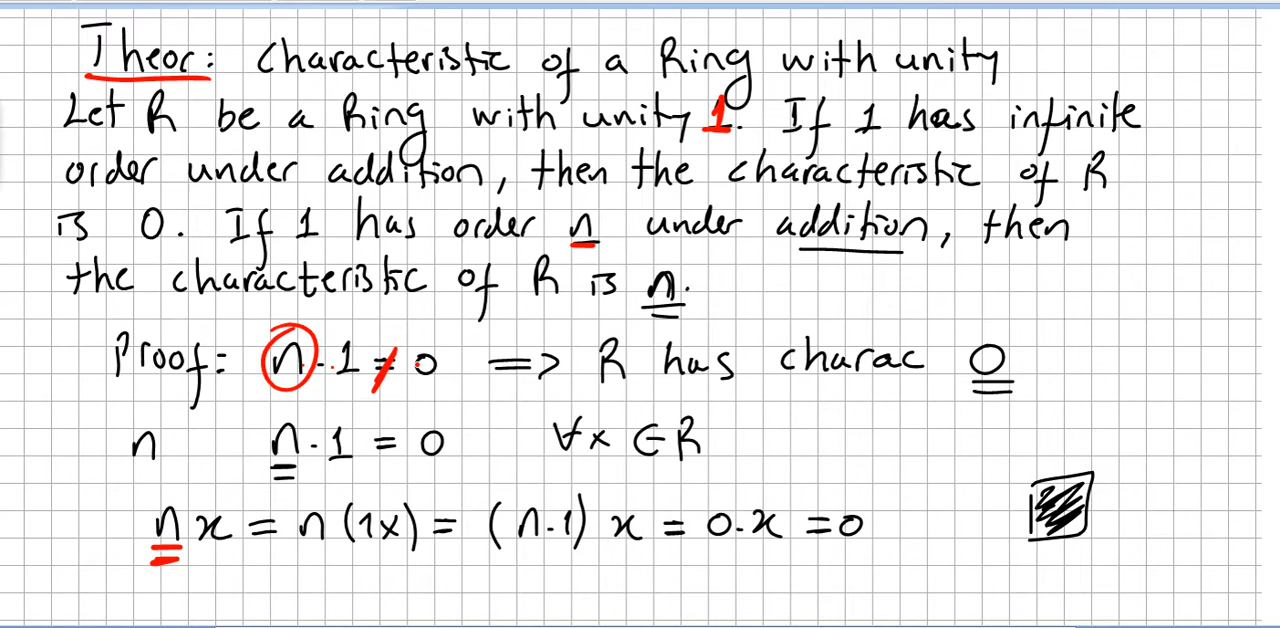 Theor: Characteristic of a Ring with unity
Let R be a Ring with unity 1. If 1 has infinite
order under addition, then the characteristic of R
is 0. If 1 has order n under addition, then
the characteristic of R is n.
Proof: n · 1 ≠ 0 => R has charac 0
n n · 1 = 0 ∀x ∈ R
nx = n(1x) = (n·1) x = 0·x = 0